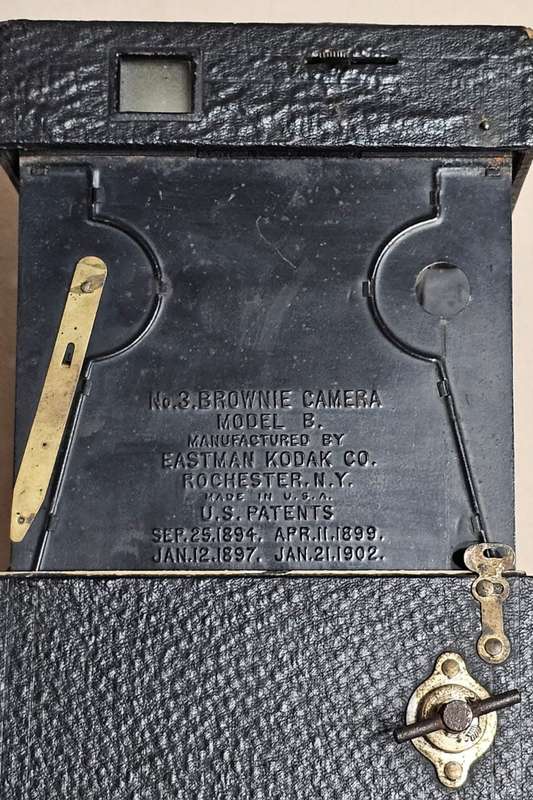 No.3.BROWNIE CAMERA
MODEL B.
MANUFACTURED BY
EASTMAN KODAK CO.
ROCHESTER.N.Y.
MADE IN U.S.A.
U.S.PATENTS
SEP.25.1894. APR.11.1899.
JAN.12.1897. JAN.21.1902.